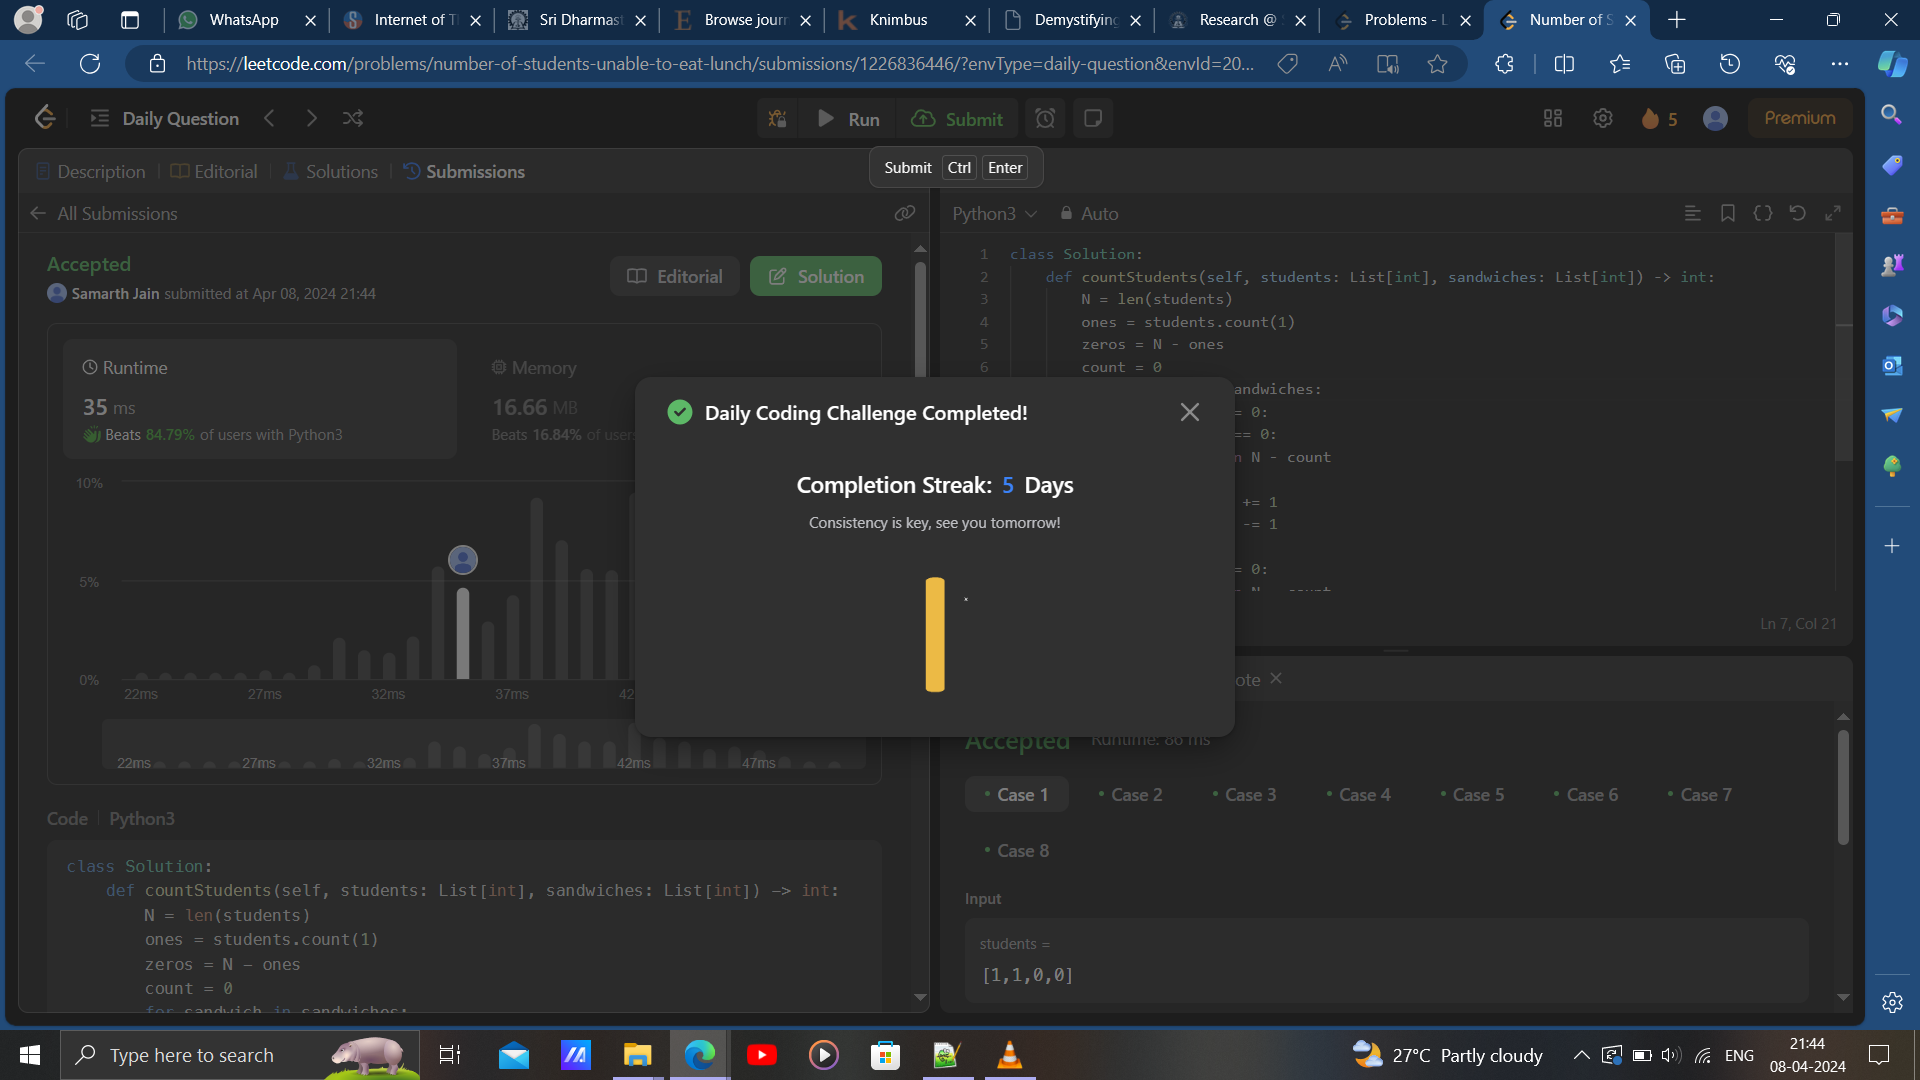 WhatsApp
Internet of T
Sri Dharmast
Browse journ
Knimbus
Demystifying
Research @
Problems - L
Number of S
https://leetcode.com/problems/number-of-students-unable-to-eat-lunch/submissions/1226836446/?envType=daily-question&envId=20...
Daily Question
Run
Submit
5
Premium
Submit Ctrl Enter
Description
Editorial
Solutions
Submissions
All Submissions
Accepted
Samarth Jain submitted at Apr 08, 2024 21:44
Editorial
Solution
Runtime
35 ms
Beats 84.79% of users with Python3
Memory
16.66 MB
Beats 16.84% of users
10%
5%
0%
22ms 27ms 32ms 37ms 42
22ms 27ms 32ms 37ms 42ms 47ms
Code | Python3
class Solution:
def countStudents(self, students: List[int], sandwiches: List[int]) -> int:
N = len(students)
ones = students.count(1)
zeros = N - ones
count = 0
for sandwich in sandwiches:
Python3
Auto
1 class Solution:
2 def countStudents(self, students: List[int], sandwiches: List[int]) -> int:
3 N = len(students)
4 ones = students.count(1)
5 zeros = N - ones
6 count = 0
andwiches:
= 0:
== 0:
n N - count
+= 1
-= 1
= 0:
n N - count
Ln 7, Col 21
Daily Coding Challenge Completed!
Completion Streak: 5 Days
Consistency is key, see you tomorrow!
ote
Accepted Runtime: 86 ms
Case 1
Case 2
Case 3
Case 4
Case 5
Case 6
Case 7
Case 8
Input
students =
[1,1,0,0]
Type here to search
27°C Partly cloudy
ENG
21:44
08-04-2024